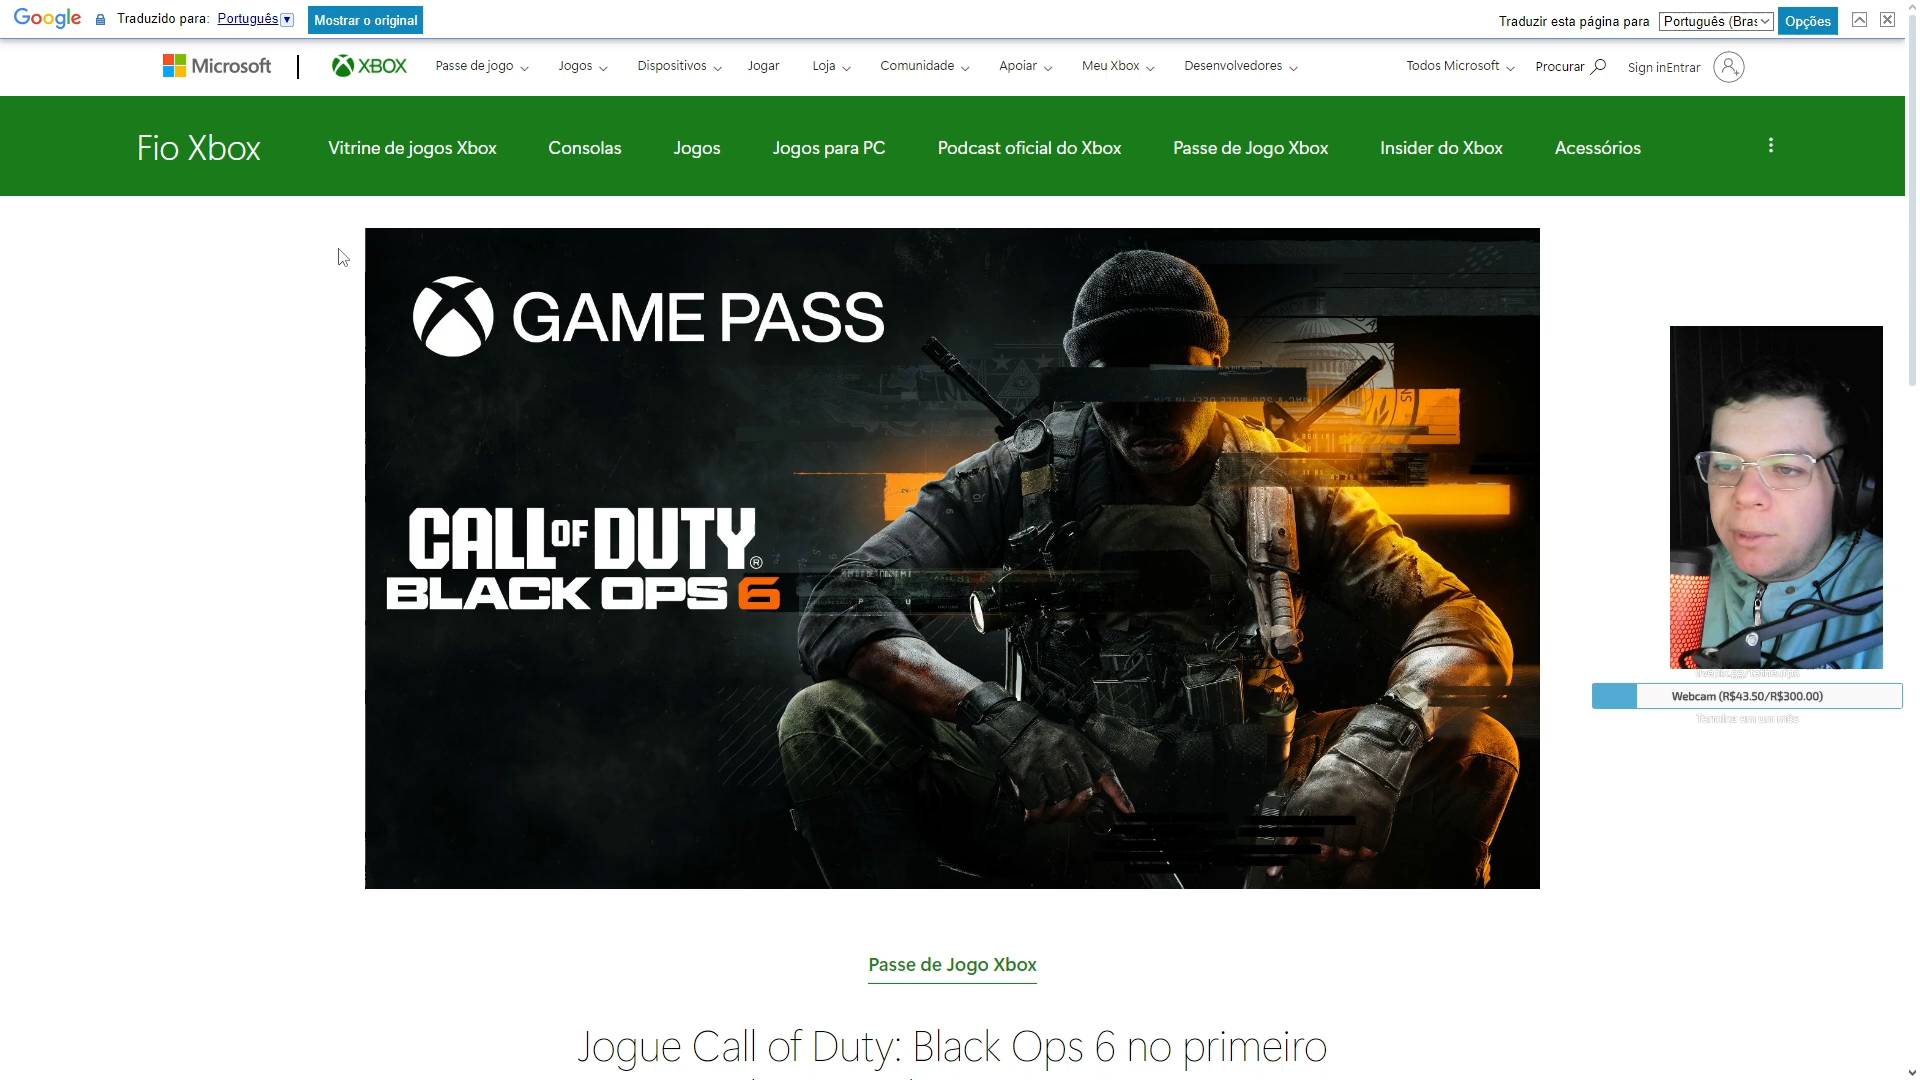 Google Traduzido para: Português Mostrar o original Traduzir esta página para Português (Bras Opções
Microsoft XBOX Passe de jogo Jogos Dispositivos Jogar Loja Comunidade Apoiar Meu Xbox Desenvolvedores Todos Microsoft Procurar Sign inEntrar
Fio Xbox Vitrine de jogos Xbox Consolas Jogos Jogos para PC Podcast oficial do Xbox Passe de Jogo Xbox Insider do Xbox Acessórios
GAME PASS
CALL OF DUTY®
BLACK OPS 6
Webcam (R$43.50/R$300.00)
Termina em um mês
Passe de Jogo Xbox
Jogue Call of Duty: Black Ops 6 no primeiro